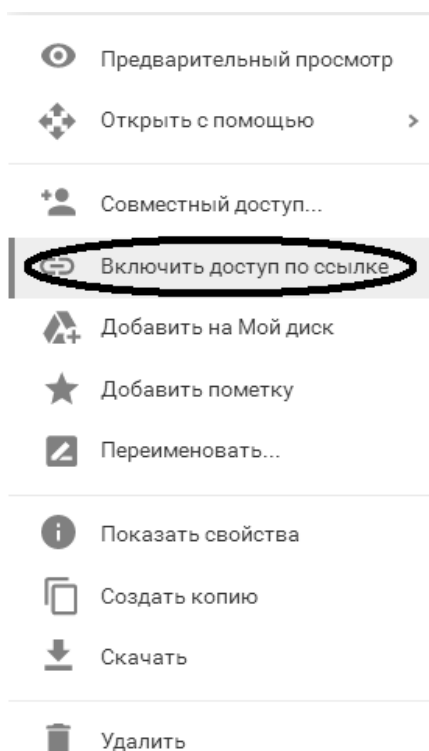 Предварительный просмотр
Открыть с помощью
Совместный доступ...
Включить доступ по ссылке
Добавить на Мой диск
Добавить пометку
Переименовать...
Показать свойства
Создать копию
Скачать
Удалить